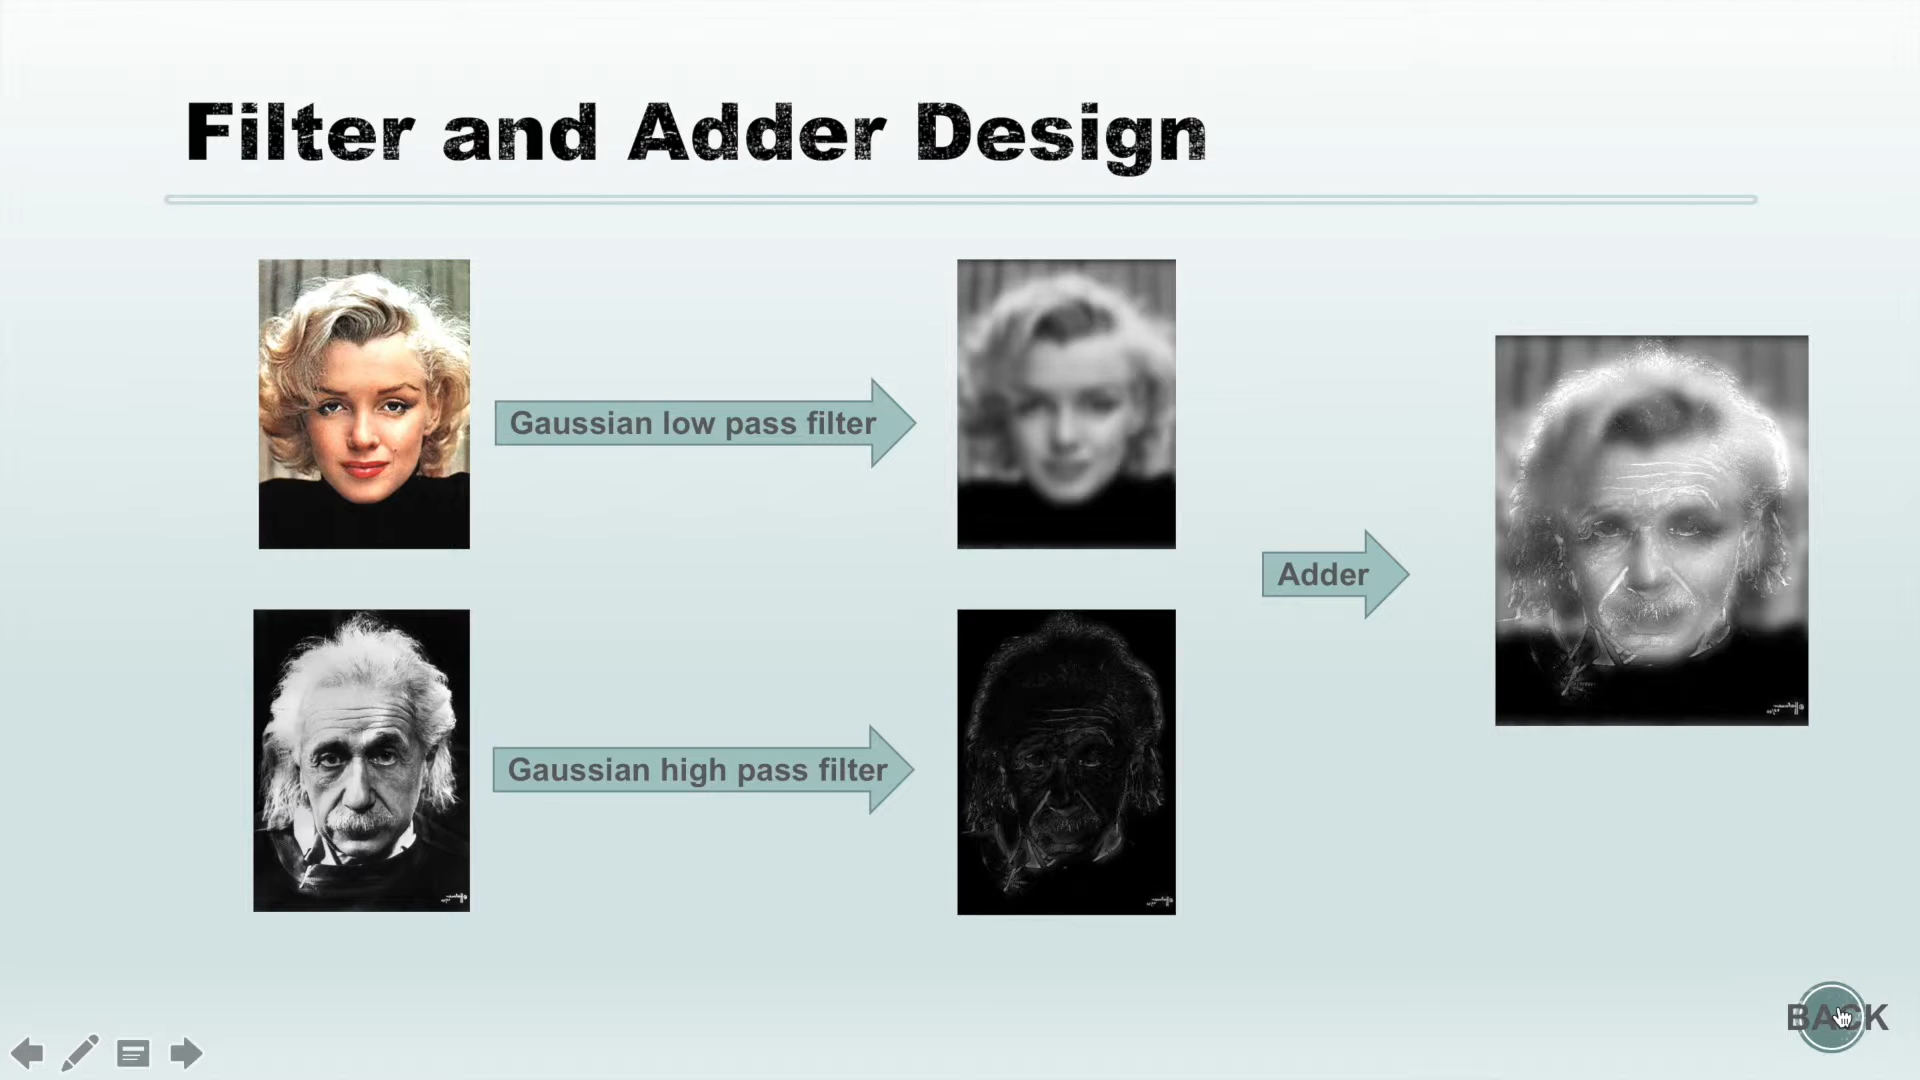 Filter and Adder Design
Gaussian low pass filter
Adder
Gaussian high pass filter
BACK